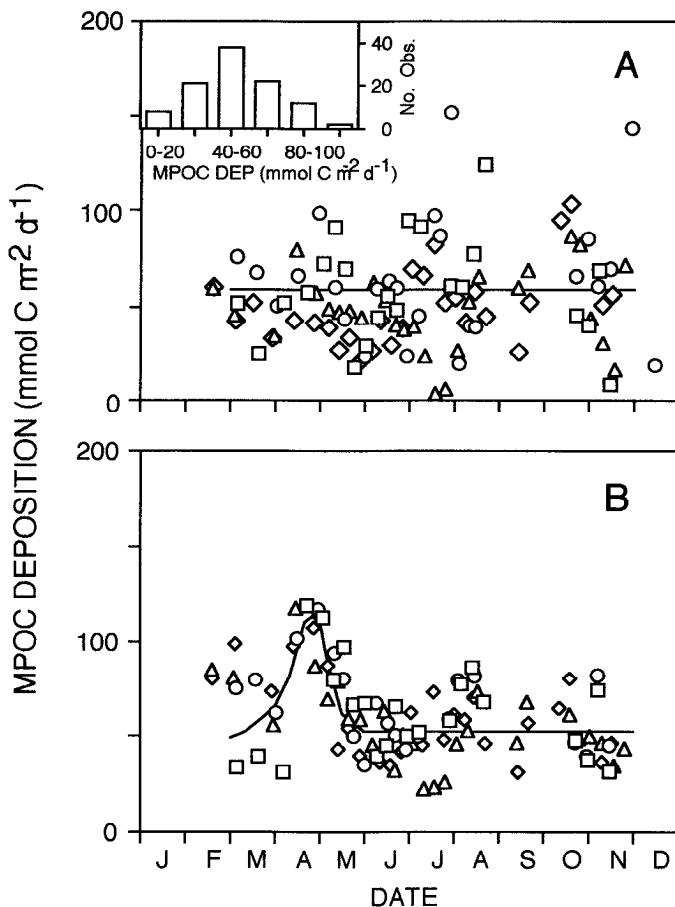 200
100
0
A
40
20
0
No. Obs.
0-20 40-60 80-100
MPOC DEP (mmol C m-2 d-1)
MPOC DEPOSITION (mmol C m-2 d-1)
200
100
0
B
J F M A M J J A S O N D
DATE